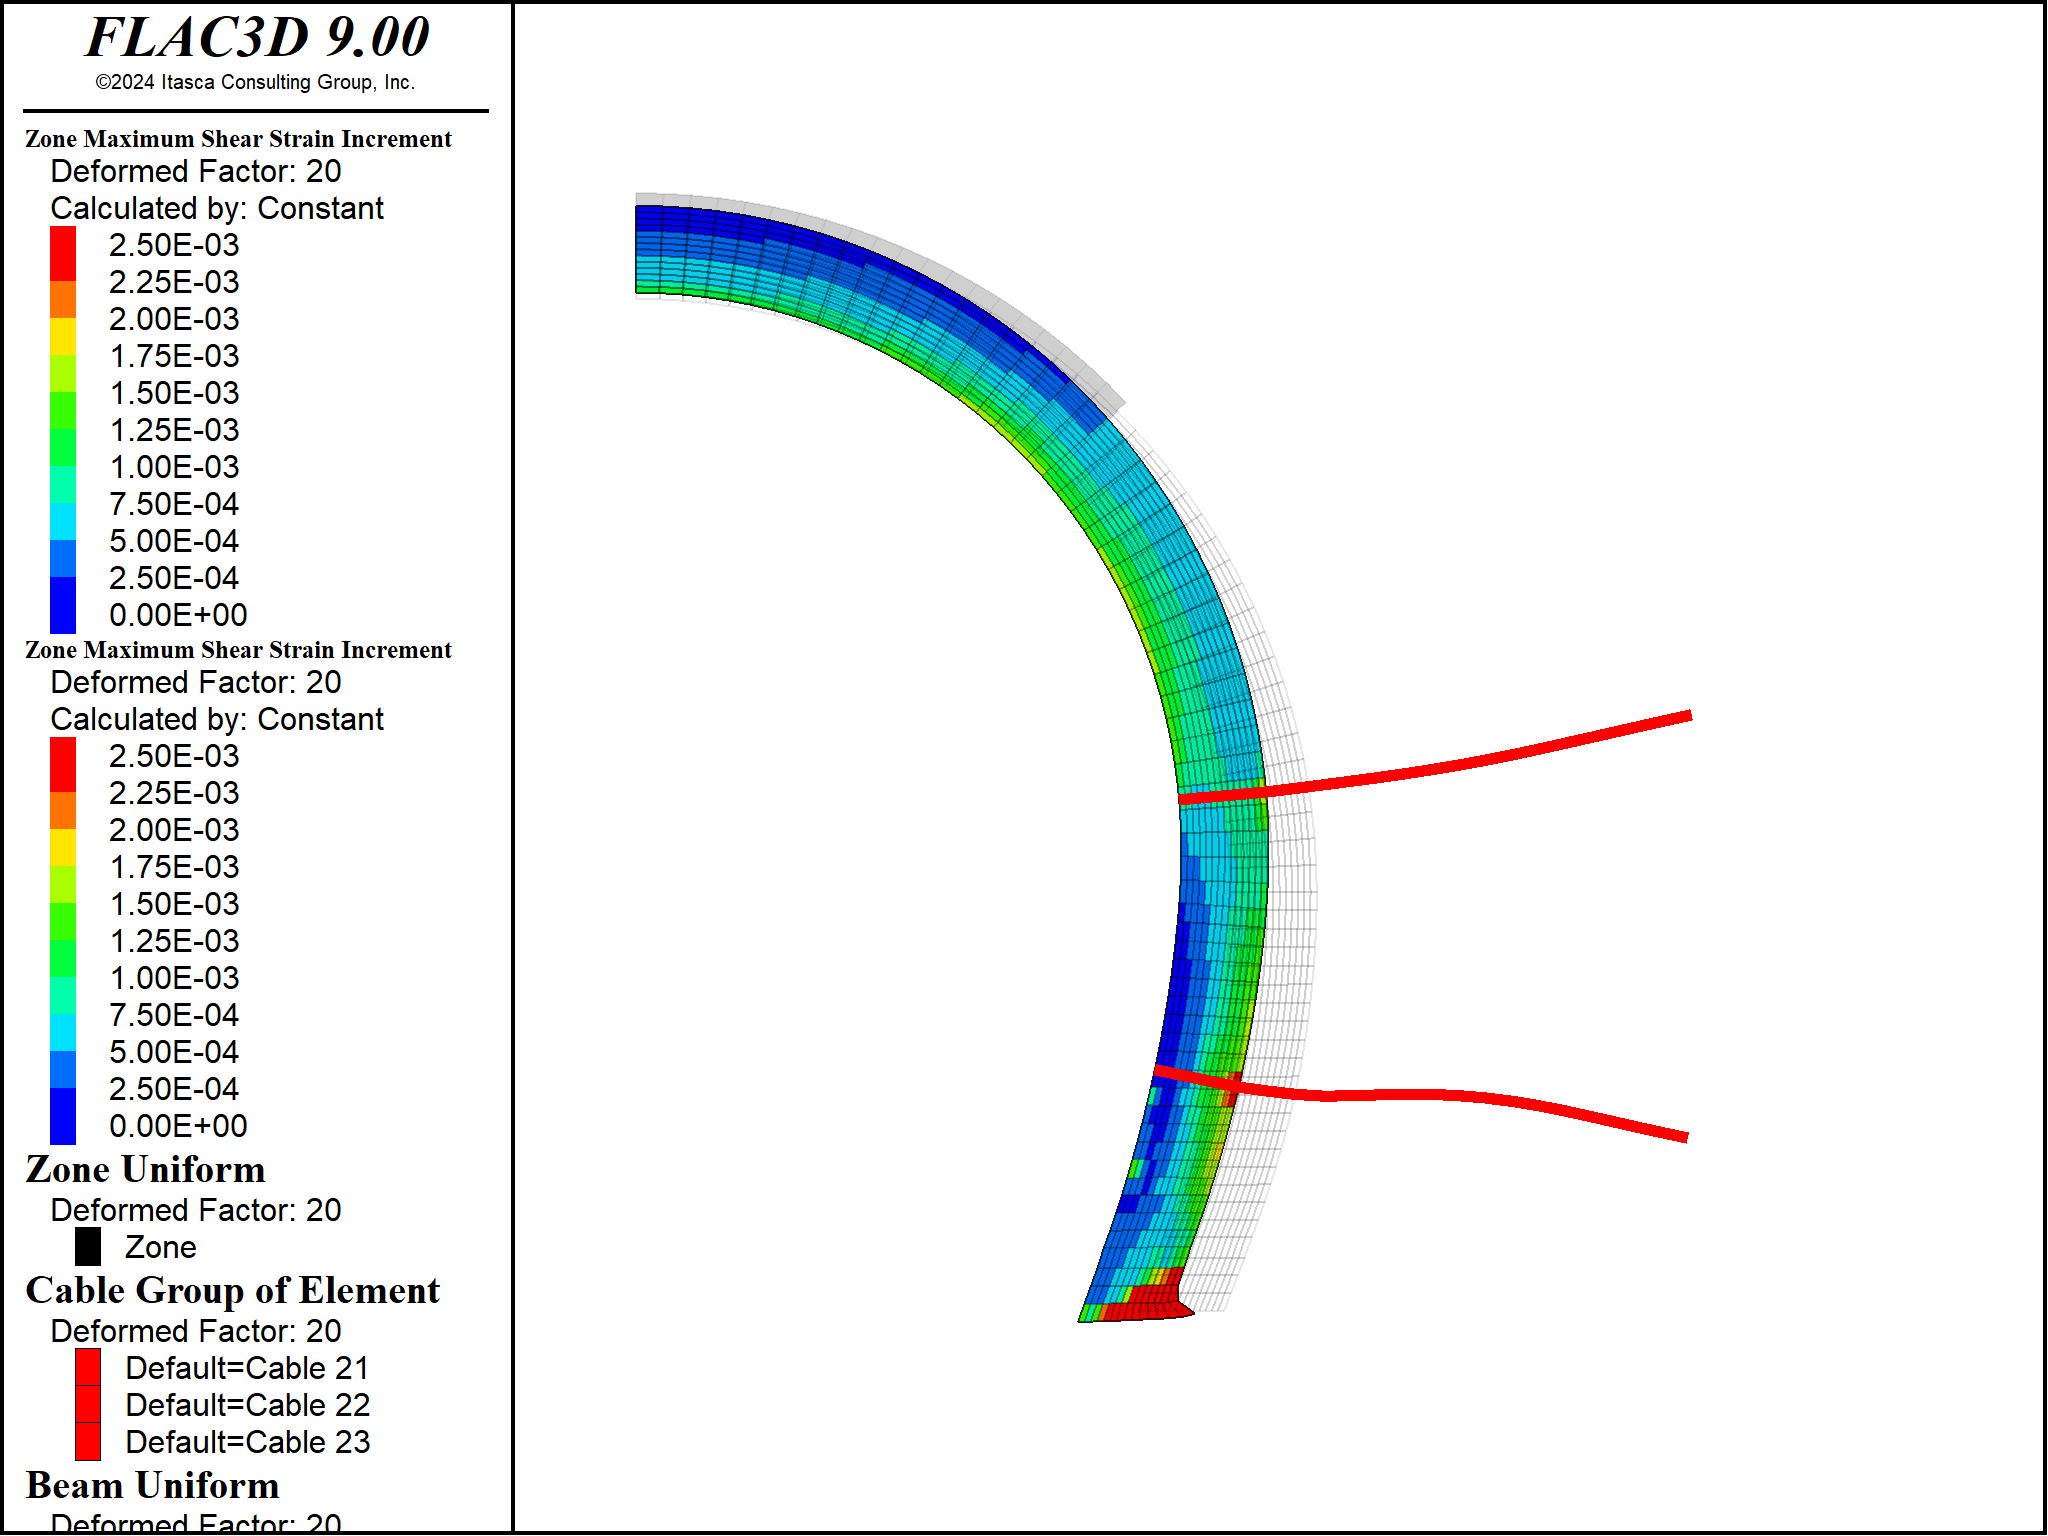 FLAC3D 9.00
©2024 Itasca Consulting Group, Inc.
Zone Maximum Shear Strain Increment
Deformed Factor: 20
Calculated by: Constant
2.50E-03
2.25E-03
2.00E-03
1.75E-03
1.50E-03
1.25E-03
1.00E-03
7.50E-04
5.00E-04
2.50E-04
0.00E+00
Zone Maximum Shear Strain Increment
Deformed Factor: 20
Calculated by: Constant
2.50E-03
2.25E-03
2.00E-03
1.75E-03
1.50E-03
1.25E-03
1.00E-03
7.50E-04
5.00E-04
2.50E-04
0.00E+00
Zone Uniform
Deformed Factor: 20
Zone
Cable Group of Element
Deformed Factor: 20
Default=Cable 21
Default=Cable 22
Default=Cable 23
Beam Uniform
Deformed Factor: 20